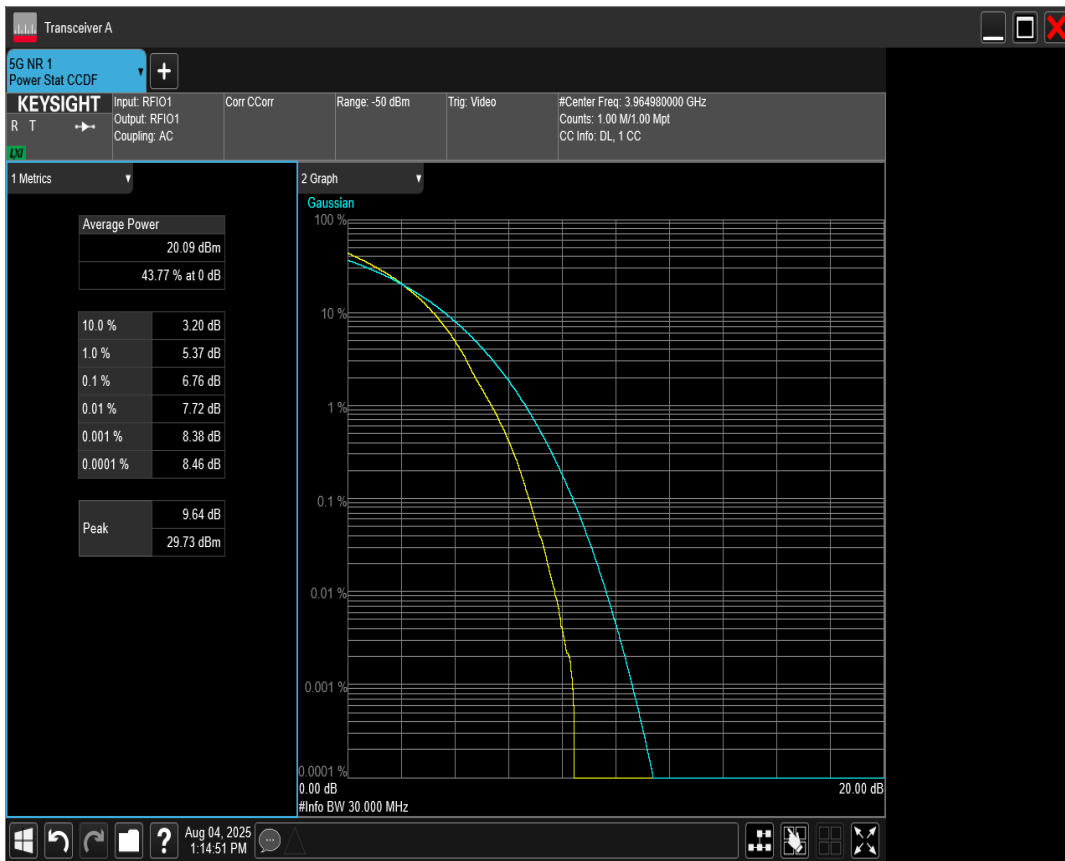 Transceiver A
5G NR 1
Power Stat CCDF
KEYSIGHT
R T
LXI
Input: RFIO1
Output: RFIO1
Coupling: AC
Corr CCorr
Range: -50 dBm
Trig: Video
#Center Freq: 3.964980000 GHz
Counts: 1.00 M/1.00 Mpt
CC Info: DL, 1 CC
1 Metrics
Average Power
20.09 dBm
43.77 % at 0 dB
10.0 % 3.20 dB
1.0 % 5.37 dB
0.1 % 6.76 dB
0.01 % 7.72 dB
0.001 % 8.38 dB
0.0001 % 8.46 dB
Peak
9.64 dB
29.73 dBm
2 Graph
Gaussian
100 %
10 %
1 %
0.1 %
0.01 %
0.001 %
0.0001 %
0.00 dB 20.00 dB
#Info BW 30.000 MHz
?
Aug 04, 2025
1:14:51 PM